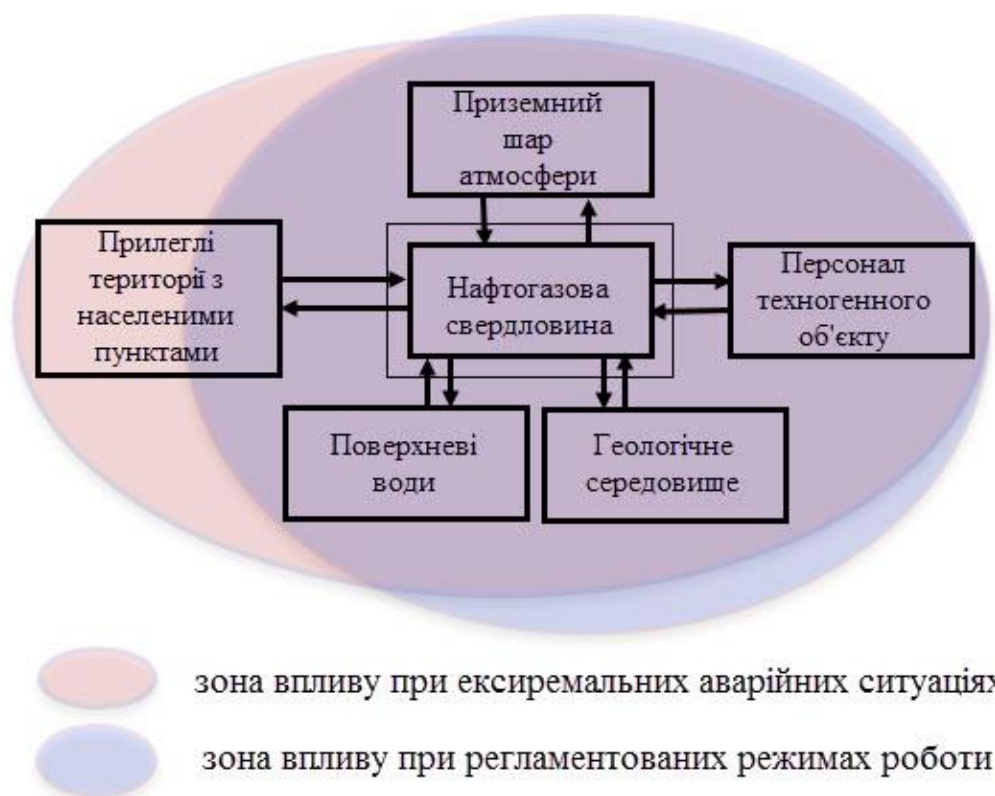 Приземний
шар
атмосфери
Прилеглі
території з
населеними
пунктами
Нафтогазова
свердловина
Персонал
техногенного
об'єкту
Поверхневі
води
Геологічне
середовище
зона впливу при ексиремальних аварійних ситуаціях
зона впливу при регламентованих режимах роботи